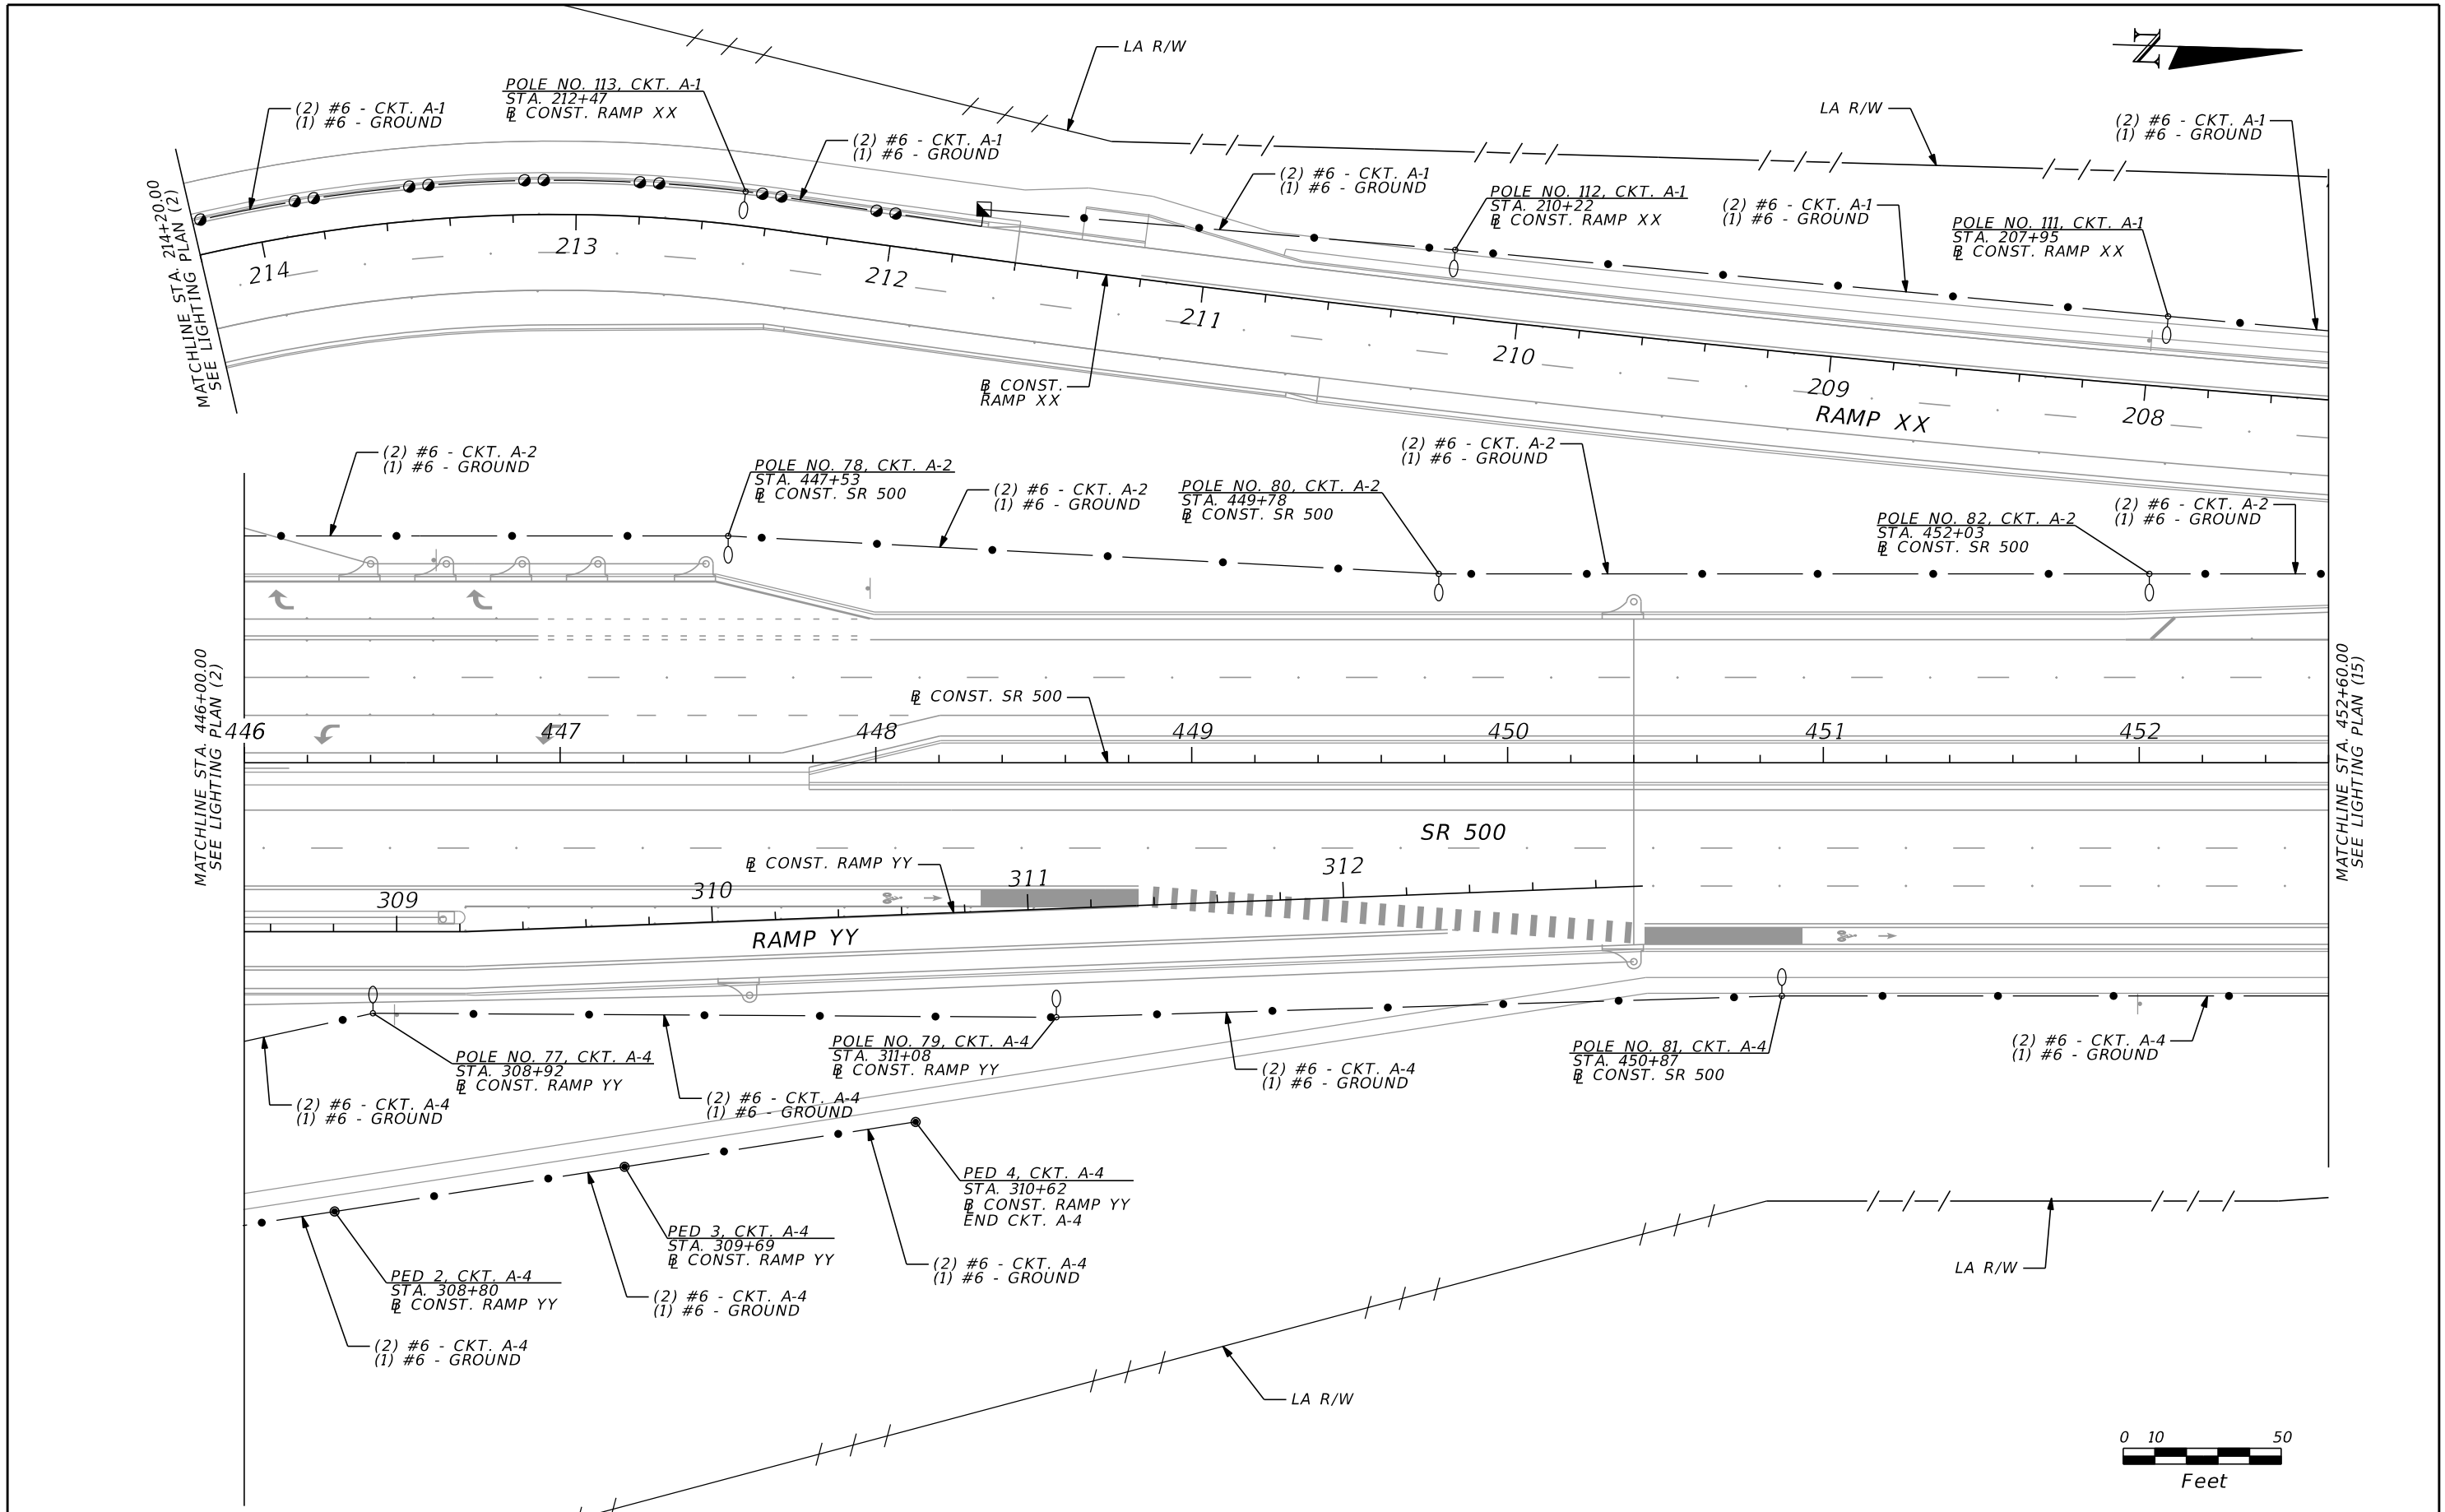 LA R/W
N
POLE NO. 113, CKT. A-1
STA. 212+47
BL CONST. RAMP XX
(2) #6 - CKT. A-1
(1) #6 - GROUND
LA R/W
(2) #6 - CKT. A-1
(1) #6 - GROUND
(2) #6 - CKT. A-1
(1) #6 - GROUND
(2) #6 - CKT. A-1
(1) #6 - GROUND
POLE NO. 112, CKT. A-1
STA. 210+22
BL CONST. RAMP XX
(2) #6 - CKT. A-1
(1) #6 - GROUND
POLE NO. 111, CKT. A-1
STA. 207+95
BL CONST. RAMP XX
MATCHLINE STA. 214+20.00
SEE LIGHTING PLAN (2)
214
213
212
211
210
209
208
BL CONST.
RAMP XX
RAMP XX
(2) #6 - CKT. A-2
(1) #6 - GROUND
POLE NO. 78, CKT. A-2
STA. 447+53
BL CONST. SR 500
(2) #6 - CKT. A-2
(1) #6 - GROUND
(2) #6 - CKT. A-2
(1) #6 - GROUND
POLE NO. 80, CKT. A-2
STA. 449+78
BL CONST. SR 500
POLE NO. 82, CKT. A-2
STA. 452+03
BL CONST. SR 500
(2) #6 - CKT. A-2
(1) #6 - GROUND
MATCHLINE STA. 446+00.00
SEE LIGHTING PLAN (2)
BL CONST. SR 500
446
447
448
449
450
451
452
MATCHLINE STA. 452+60.00
SEE LIGHTING PLAN (15)
SR 500
BL CONST. RAMP YY
309
310
311
312
RAMP YY
POLE NO. 77, CKT. A-4
STA. 308+92
BL CONST. RAMP YY
POLE NO. 79, CKT. A-4
STA. 311+08
BL CONST. RAMP YY
POLE NO. 81, CKT. A-4
STA. 450+87
BL CONST. SR 500
(2) #6 - CKT. A-4
(1) #6 - GROUND
(2) #6 - CKT. A-4
(1) #6 - GROUND
(2) #6 - CKT. A-4
(1) #6 - GROUND
(2) #6 - CKT. A-4
(1) #6 - GROUND
PED 4, CKT. A-4
STA. 310+62
BL CONST. RAMP YY
END CKT. A-4
PED 3, CKT. A-4
STA. 309+69
BL CONST. RAMP YY
PED 2, CKT. A-4
STA. 308+80
BL CONST. RAMP YY
(2) #6 - CKT. A-4
(1) #6 - GROUND
(2) #6 - CKT. A-4
(1) #6 - GROUND
(2) #6 - CKT. A-4
(1) #6 - GROUND
LA R/W
LA R/W
0 10 50
Feet